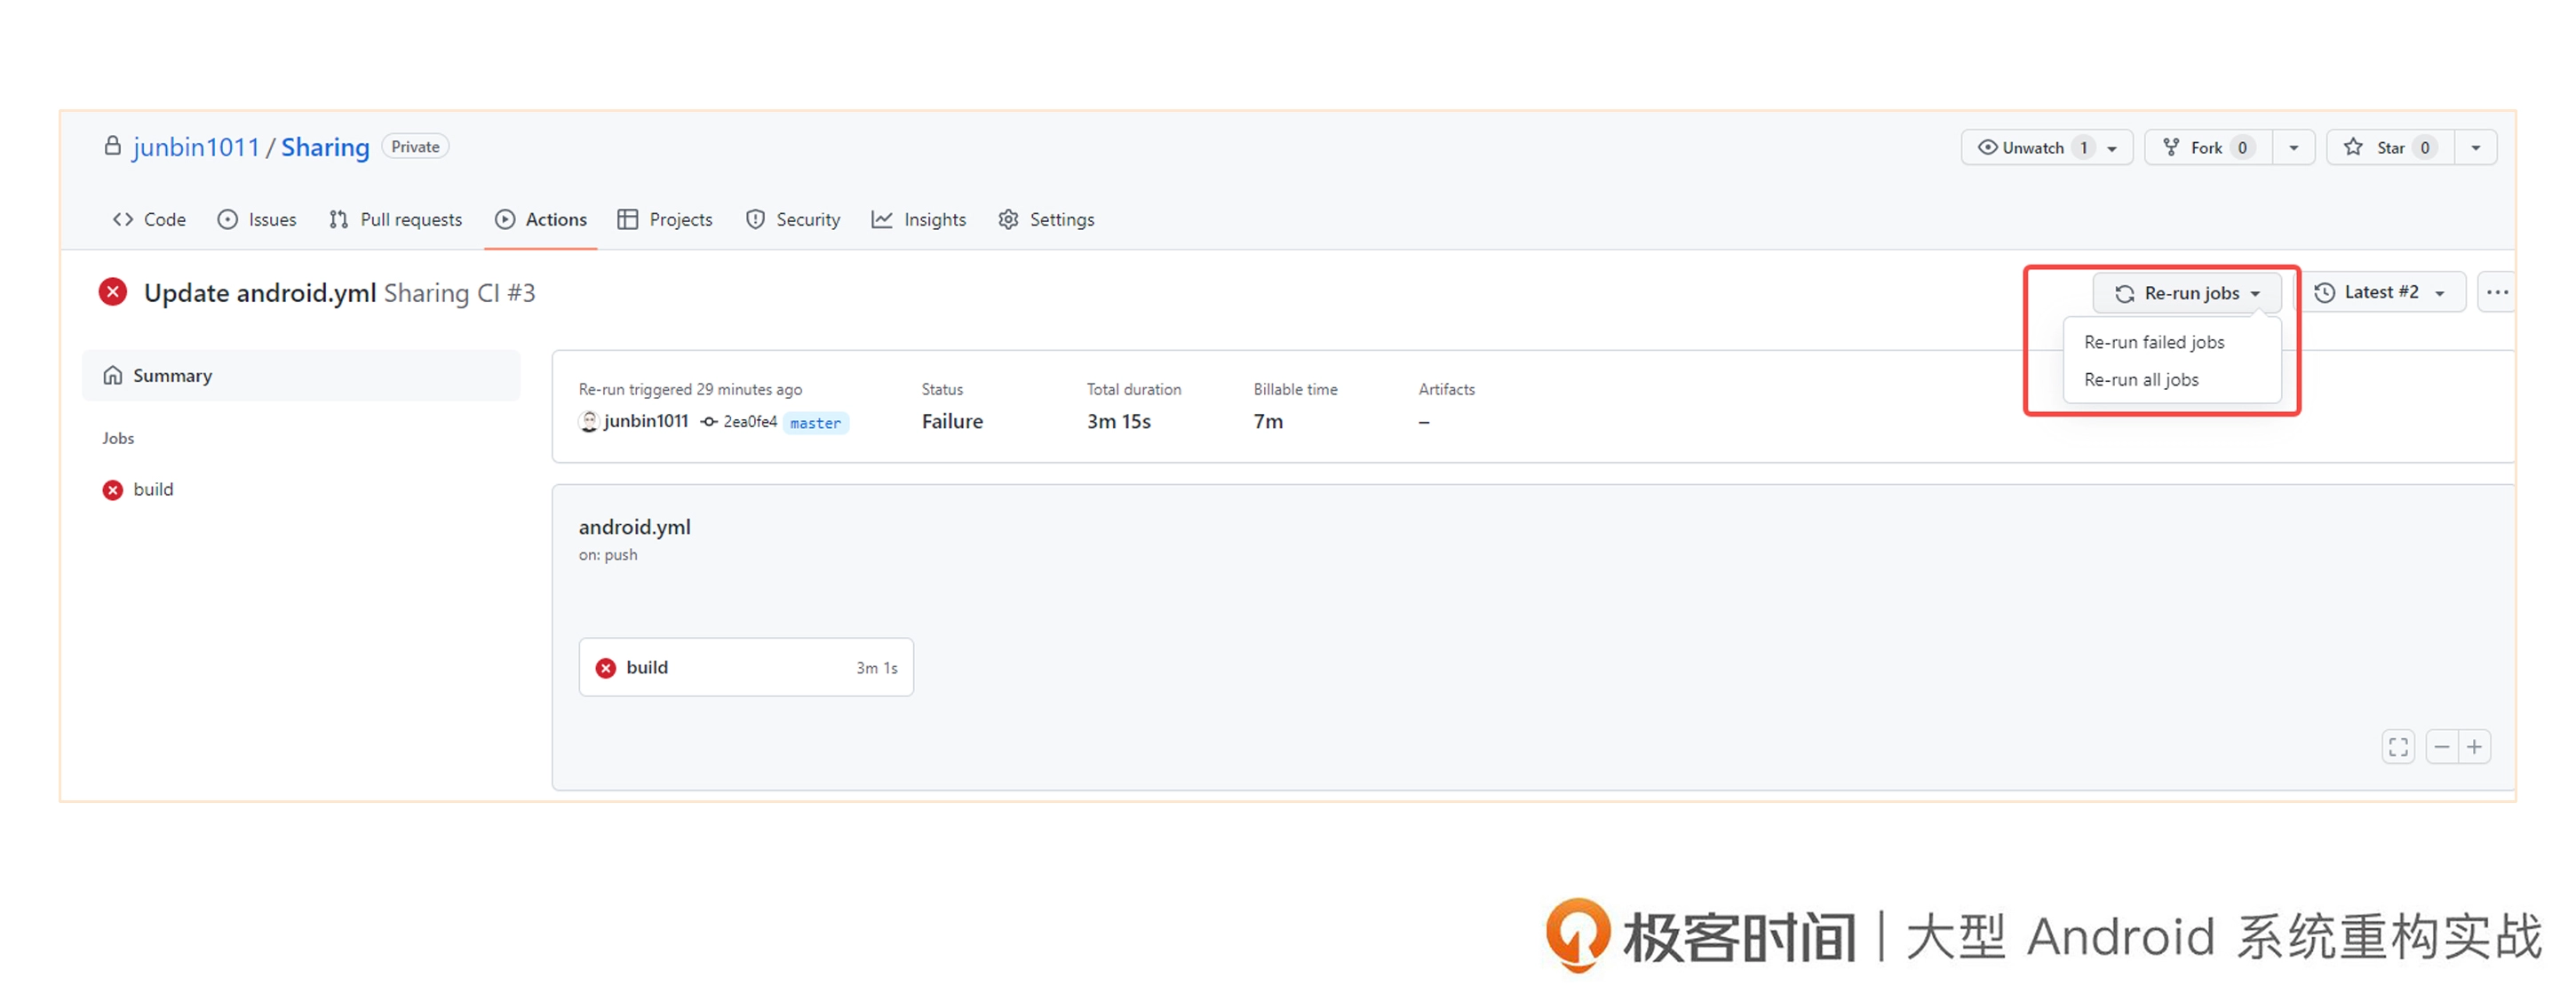 junbin1011 / Sharing Private
Unwatch 1 Fork 0 Star 0
Code Issues Pull requests Actions Projects Security Insights Settings
Update android.yml Sharing CI #3
Re-run jobs Latest #2 ...
Re-run failed jobs
Re-run all jobs
Summary
Jobs
build
Re-run triggered 29 minutes ago Status Total duration Billable time Artifacts
junbin1011 2ea0fe4 master Failure 3m 15s 7m –
android.yml
on: push
build 3m 1s
极客时间 | 大型 Android 系统重构实战